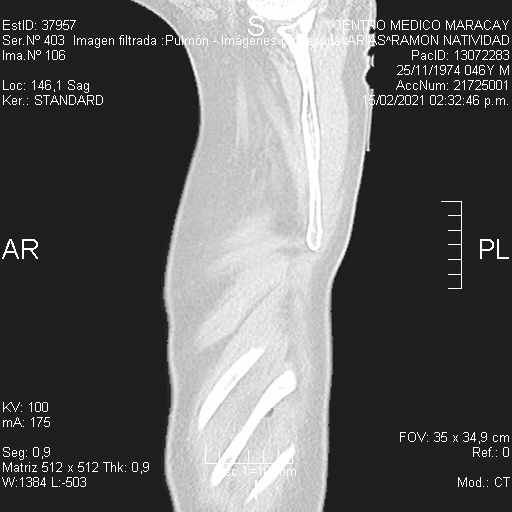 EstID: 37957
CENTRO MEDICO MARACAY
Ser.Nº 403 Imagen filtrada :Pulmón - Imágenes ARIAS^RAMON NATIVIDAD
Ima.Nº 106
PacID: 13072283
25/11/1974 046Y M
Loc: 146,1 Sag
AccNum: 21725001
Ker.: STANDARD
15/02/2021 02:32:46 p.m.
S
AR
PL
KV: 100
mA: 175
FOV: 35 x 34,9 cm
Seg: 0,9
Ref.: 0
Matriz 512 x 512 Thk: 0,9
W:1384 L:-503
Mod.: CT